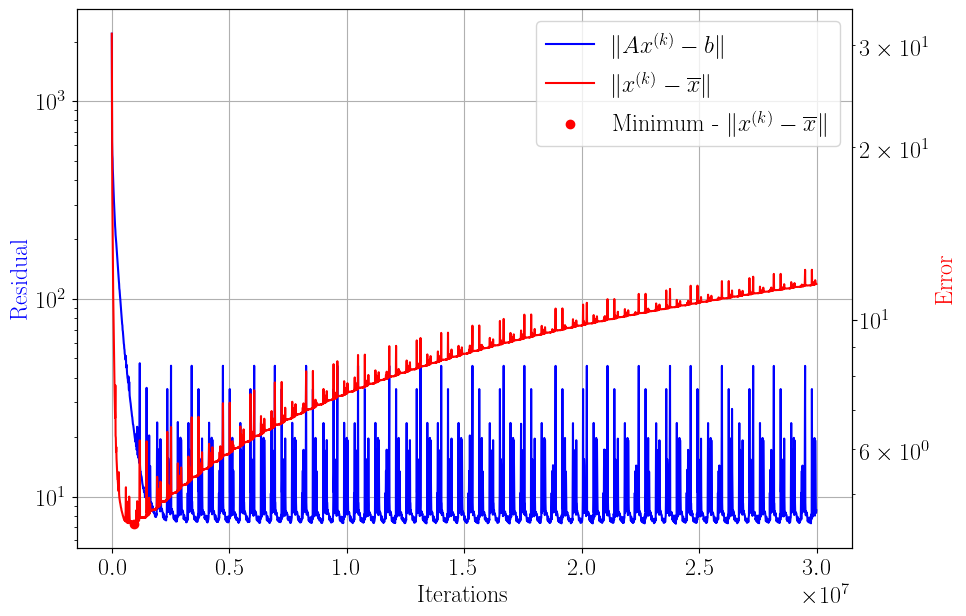 ‖Ax^(k) − b‖
‖x^(k) − x̅‖
Minimum - ‖x^(k) − x̅‖
Residual
10^3
10^2
10^1
3 × 10^1
2 × 10^1
10^1
6 × 10^0
Error
0.0 0.5 1.0 1.5 2.0 2.5 3.0
Iterations
×10^7